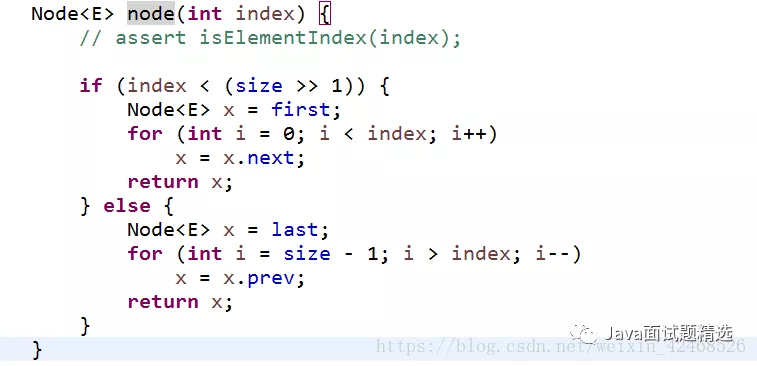 Node<E> node(int index) {
    // assert isElementIndex(index);

    if (index < (size >> 1)) {
        Node<E> x = first;
        for (int i = 0; i < index; i++)
            x = x.next;
        return x;
    } else {
        Node<E> x = last;
        for (int i = size - 1; i > index; i--)
            x = x.prev;
        return x;
    }
}
Java面试题精选
https://blog.csdn.net/weixin_42468526